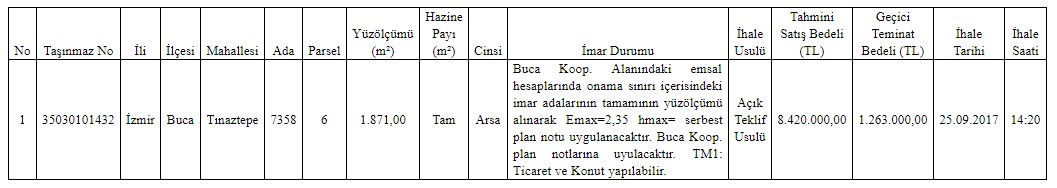 No Taşınmaz No İli İlçesi Mahallesi Ada Parsel Yüzölçümü (m²) Hazine Payı (m²) Cinsi İmar Durumu İhale Usulü Tahmini Satış Bedeli (TL) Geçici Teminat Bedeli (TL) İhale Tarihi İhale Saati
1 35030101432 İzmir Buca Tınaztepe 7358 6 1.871,00 Tam Arsa
Buca Koop. Alanındaki emsal
hesaplarında onama sınırı içerisindeki
imar adalarının tamamının yüzölçümü
alınarak Emax=2,35 hmax= serbest
plan notu uygulanacaktır. Buca Koop.
plan notlarına uyulacaktır. TM1:
Ticaret ve Konut yapılabilir.
Açık
Teklif
Usulü
8.420.000,00 1.263.000,00 25.09.2017 14:20